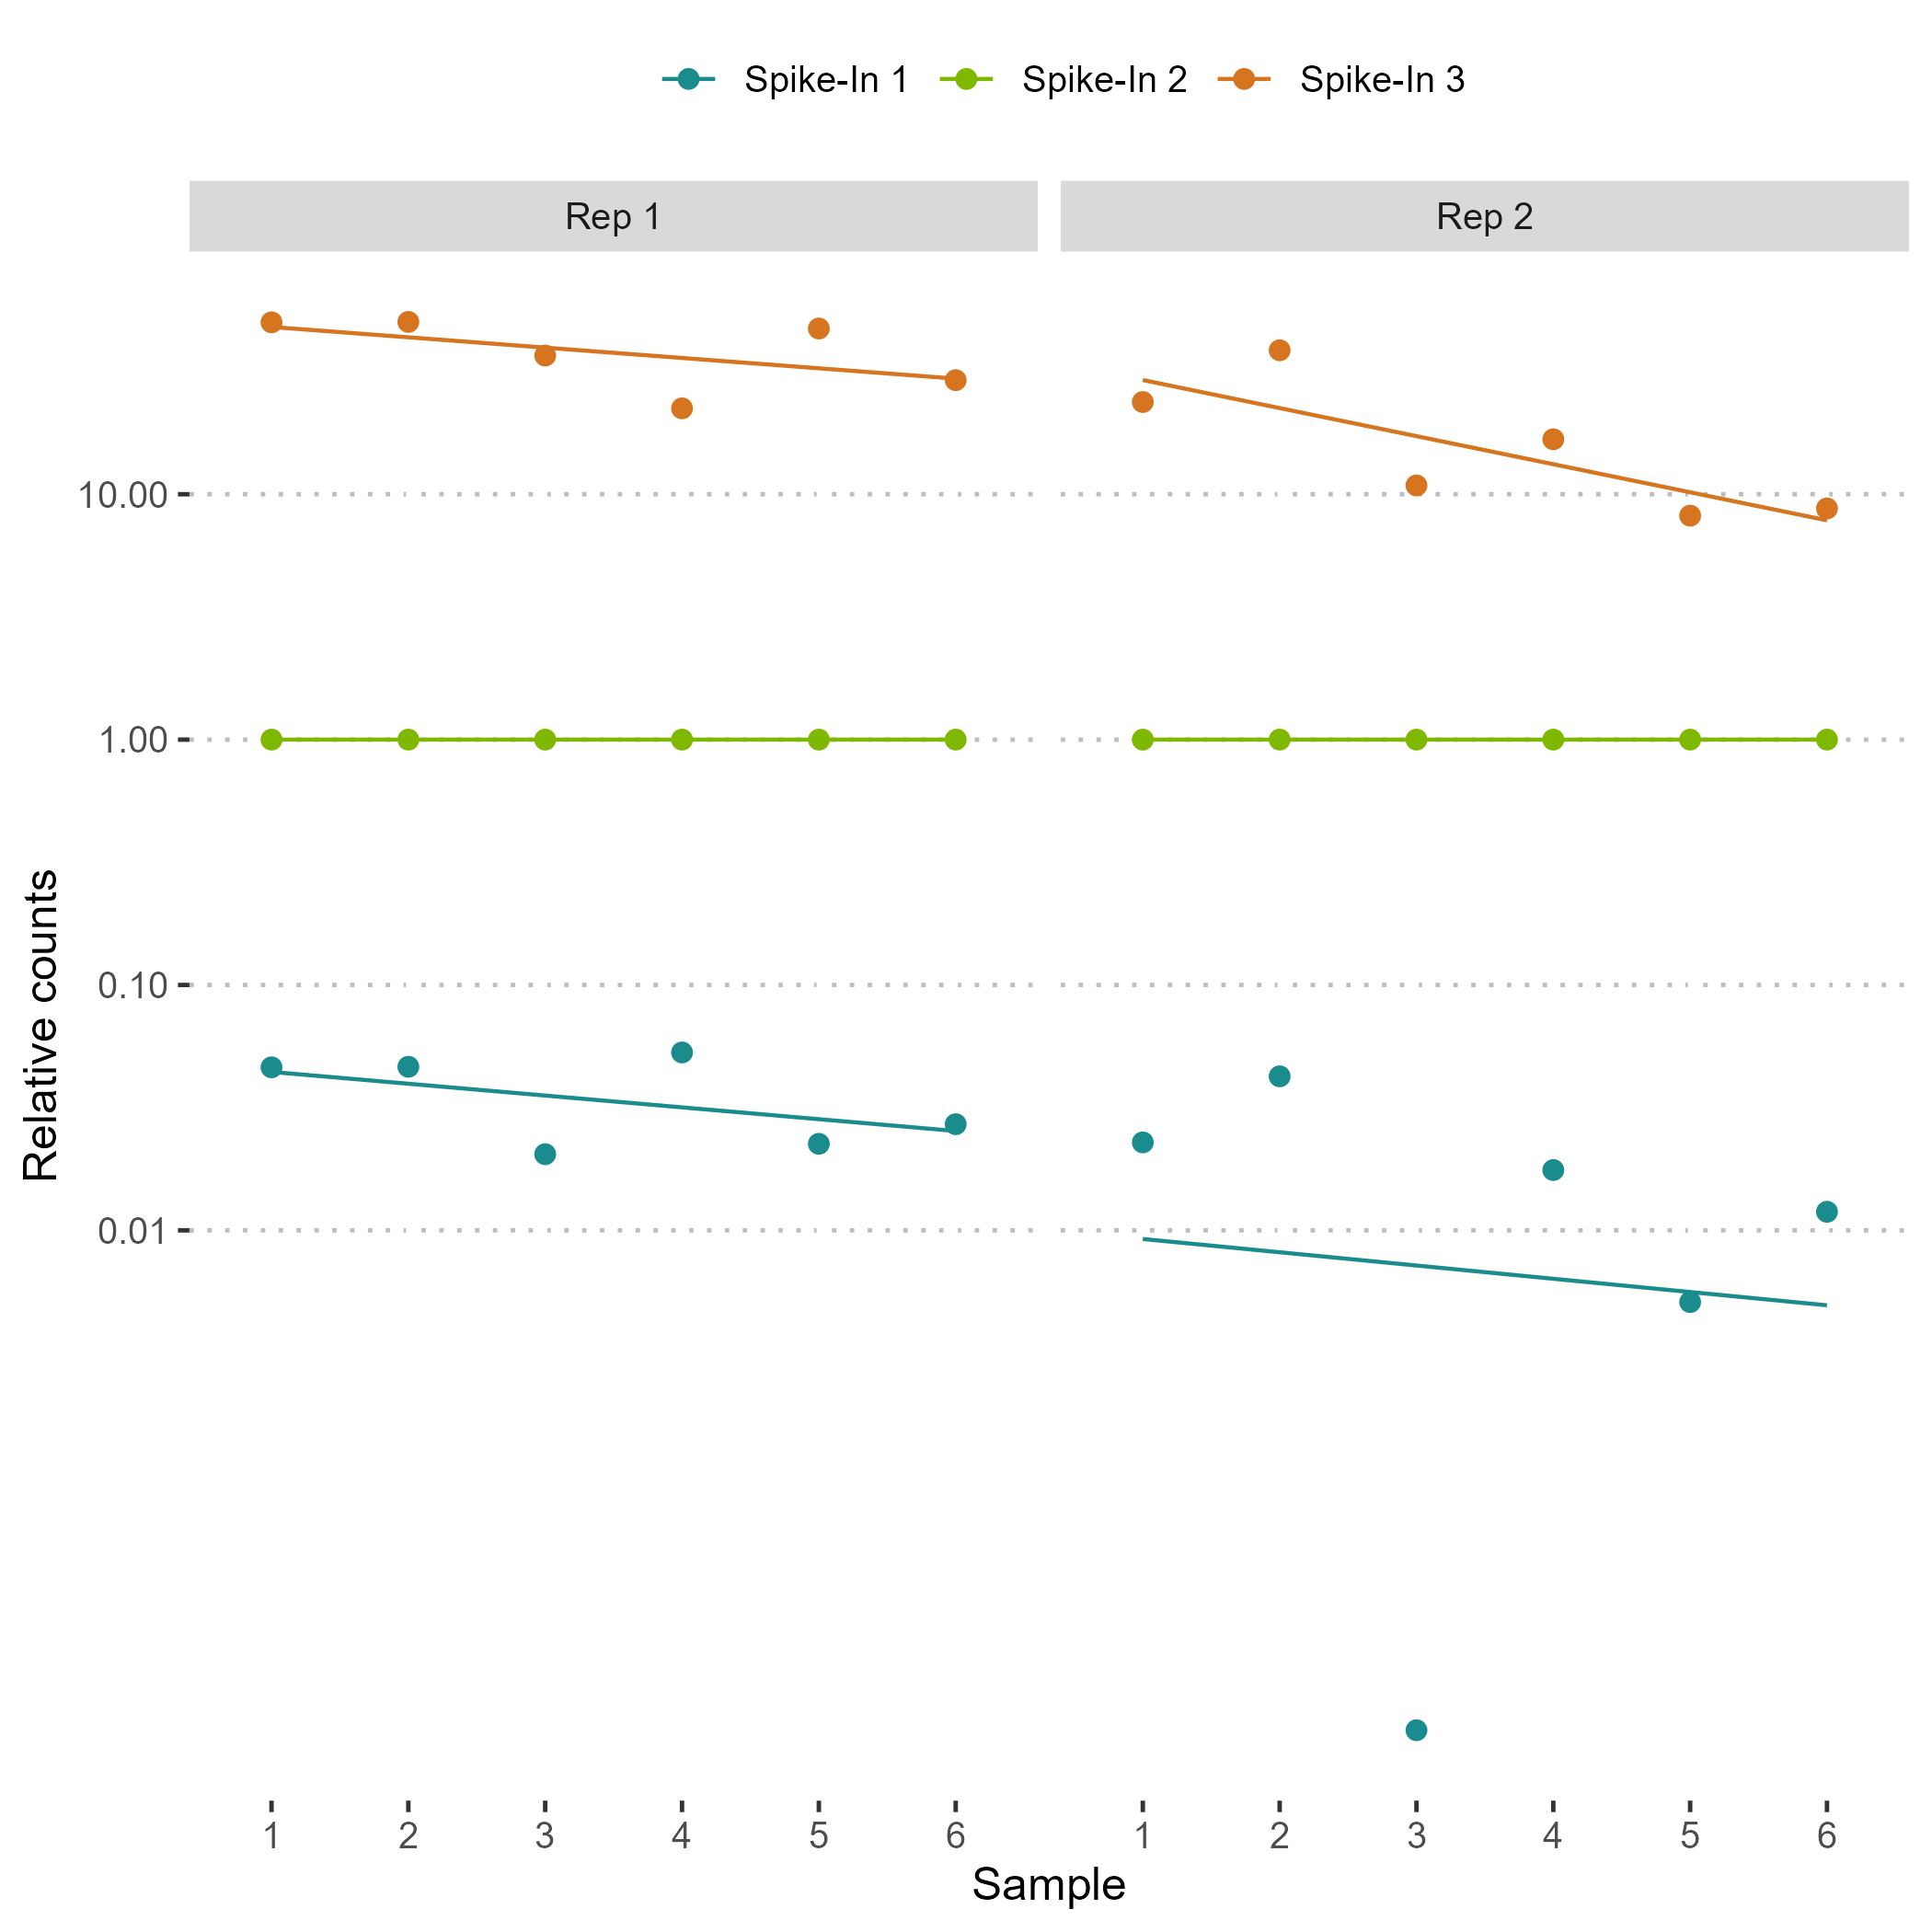 Spike-In 1 Spike-In 2 Spike-In 3
Rep 1 Rep 2
10.00
1.00
0.10
0.01
Relative counts
1 2 3 4 5 6 1 2 3 4 5 6
Sample